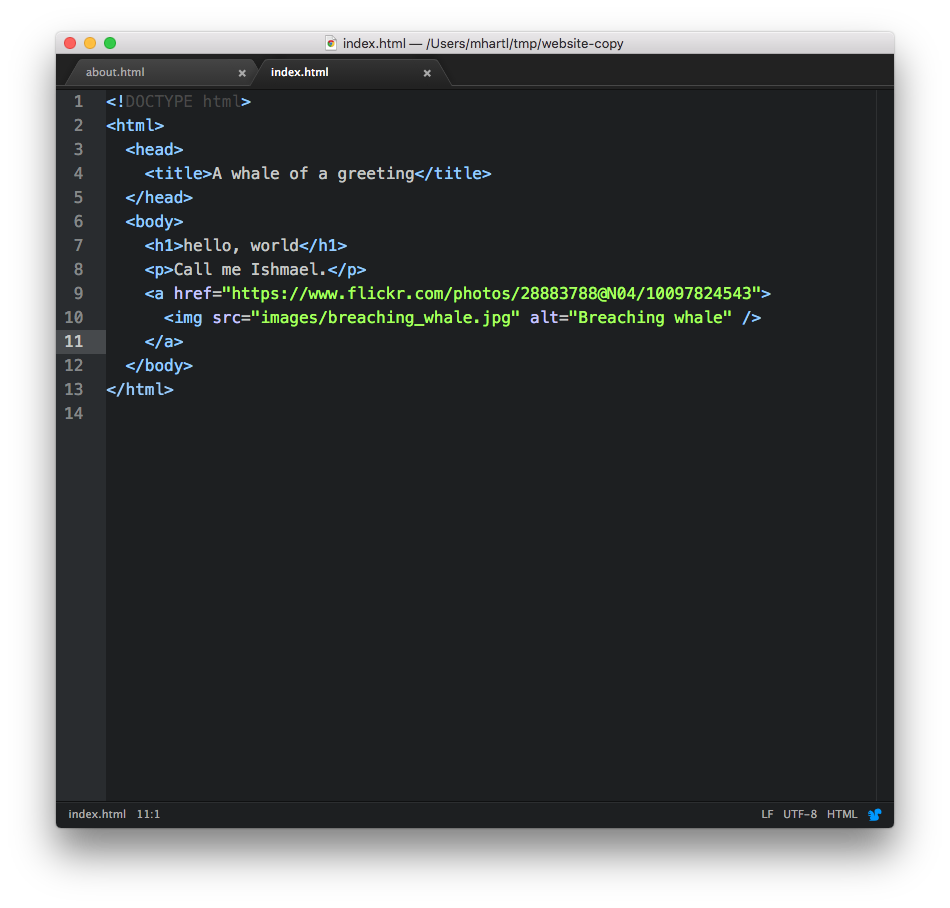 index.html — /Users/mhartl/tmp/website-copy
about.html × index.html ×
1 <!DOCTYPE html>
2 <html>
3   <head>
4     <title>A whale of a greeting</title>
5   </head>
6   <body>
7     <h1>hello, world</h1>
8     <p>Call me Ishmael.</p>
9     <a href="https://www.flickr.com/photos/28883788@N04/10097824543">
10       <img src="images/breaching_whale.jpg" alt="Breaching whale" />
11     </a>
12   </body>
13 </html>
14
index.html 11:1 LF UTF-8 HTML